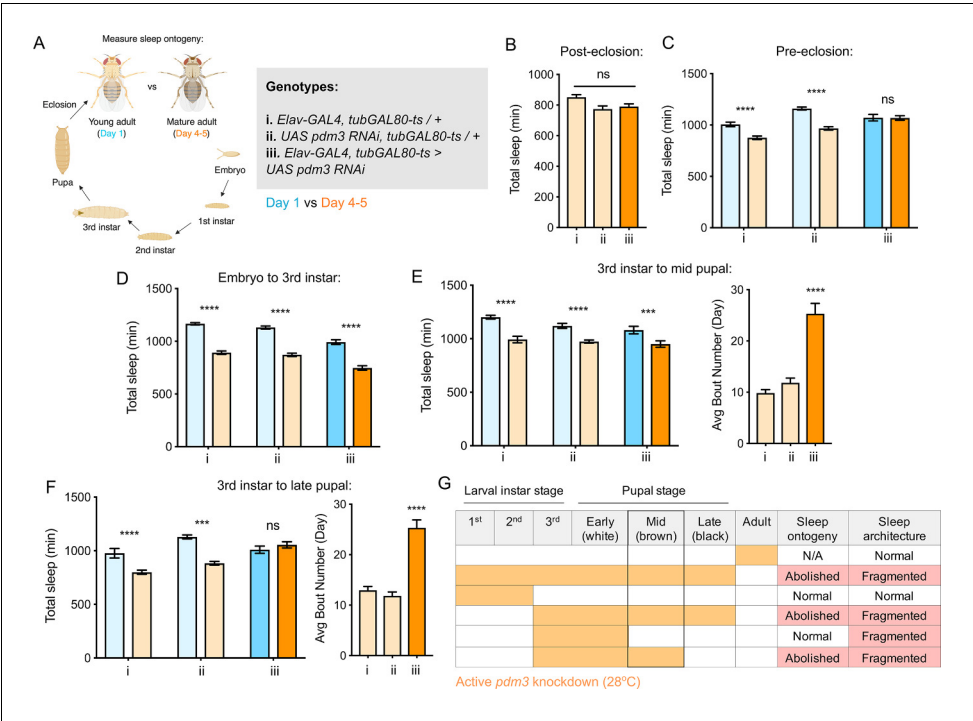 A
Measure sleep ontogeny:
Eclosion
vs
Young adult
(Day 1)
Mature adult
(Day 4-5)
Embryo
Pupa
1st instar
3rd instar
2nd instar
Genotypes:
i. Elav-GAL4, tubGAL80-ts / +
ii. UAS pdm3 RNAi, tubGAL80-ts / +
iii. Elav-GAL4, tubGAL80-ts >
UAS pdm3 RNAi
Day 1 vs Day 4-5
B
Post-eclosion:
ns
Total sleep (min)
1000
800
600
400
200
0
i ii iii
C
Pre-eclosion:
**** **** ns
Total sleep (min)
1500
1000
500
0
i ii iii
D
Embryo to 3rd instar:
**** **** ****
Total sleep (min)
1500
1000
500
0
i ii iii
E
3rd instar to mid pupal:
**** **** ***
Total sleep (min)
1500
1000
500
0
i ii iii
****
Avg Bout Number (Day)
30
20
10
0
i ii iii
F
3rd instar to late pupal:
**** *** ns
Total sleep (min)
1500
1000
500
0
i ii iii
****
Avg Bout Number (Day)
30
20
10
0
i ii iii
G
Larval instar stage Pupal stage
1st 2nd 3rd Early (white) Mid (brown) Late (black) Adult Sleep ontogeny Sleep architecture
N/A Normal
Abolished Fragmented
Normal Normal
Abolished Fragmented
Normal Fragmented
Abolished Fragmented
Active pdm3 knockdown (28ºC)